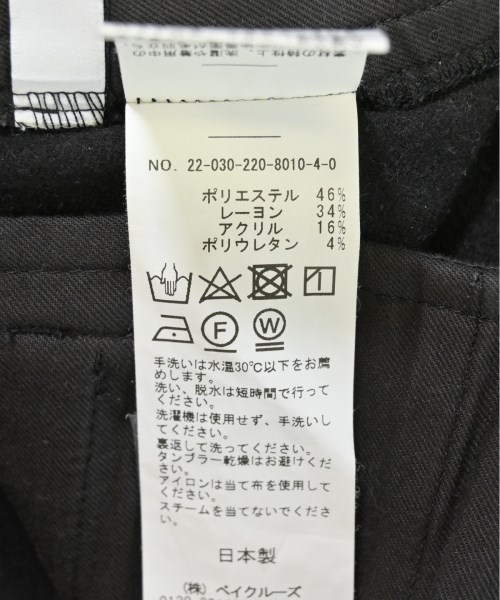 NO. 22-030-220-8010-4-0
ポリエステル 46%
レーヨン 34%
アクリル 16%
ポリウレタン 4%
F W
手洗いは水温30℃以下をお薦
めします。
洗い、脱水は短時間で行って
ください。
洗濯機は使用せず、手洗いし
てください。
裏返して洗ってください。
タンブラー乾燥はお避けくだ
さい。
アイロンは当て布を使用して
ください。
スチームを当てないでくださ
い。
日本製
(株) ベイクルーズ